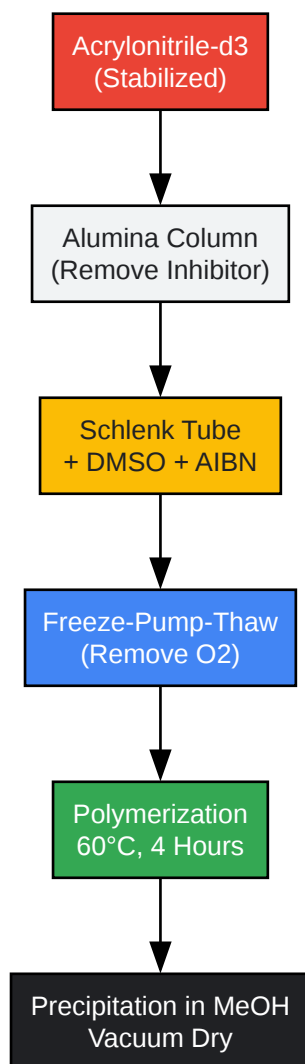 Acrylonitrile-d3
(Stabilized)
Alumina Column
(Remove Inhibitor)
Schlenk Tube
+ DMSO + AIBN
Freeze-Pump-Thaw
(Remove O2)
Polymerization
60°C, 4 Hours
Precipitation in MeOH
Vacuum Dry